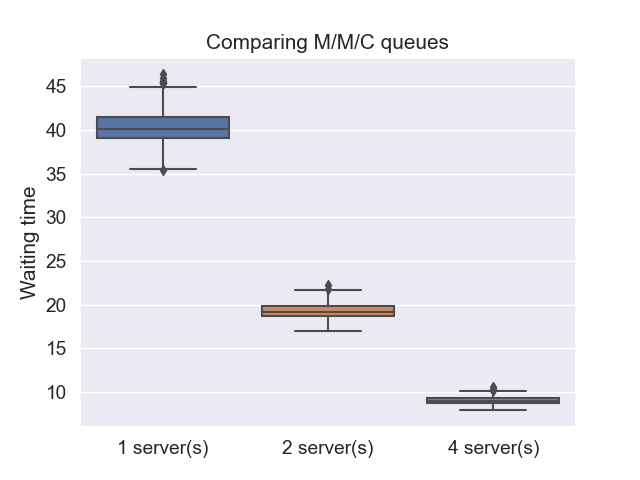 Comparing M/M/C queues
Waiting time
45
40
35
30
25
20
15
10
1 server(s)
2 server(s)
4 server(s)